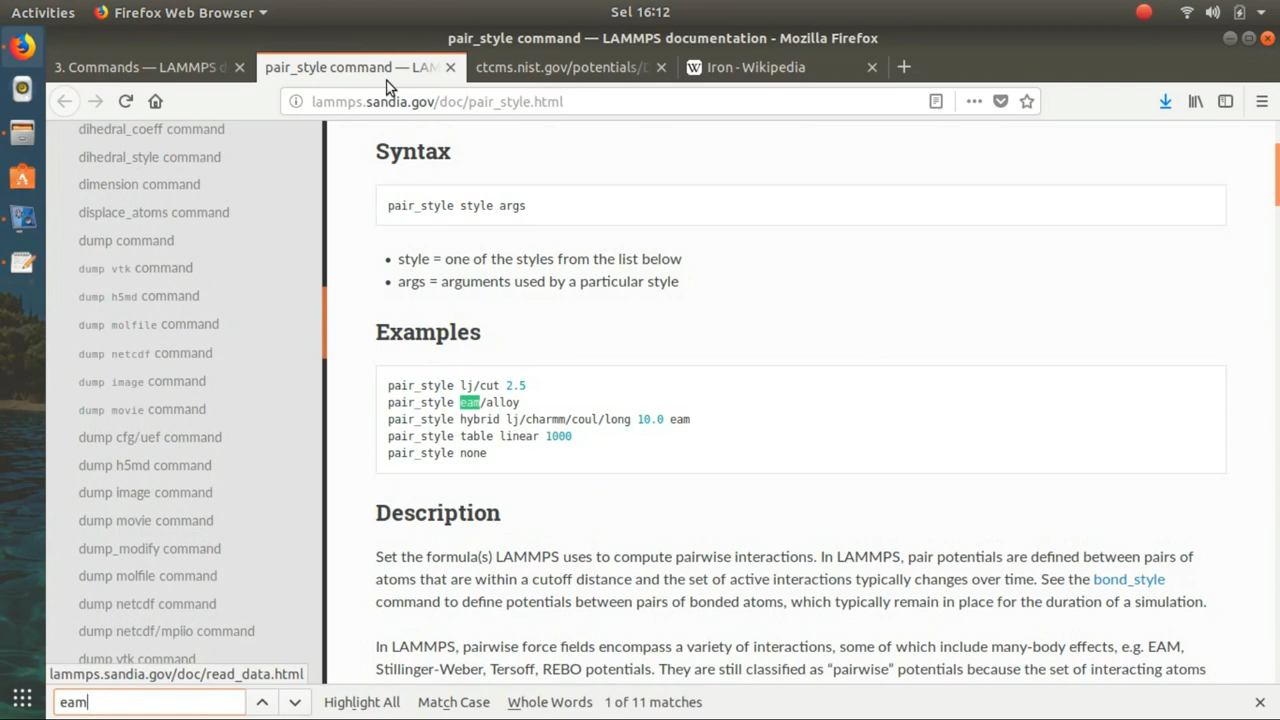 Activities
Firefox Web Browser
Sel 16:12
pair_style command — LAMMPS documentation - Mozilla Firefox
3. Commands — LAMMPS d
pair_style command — LAM
ctcms.nist.gov/potentials/
Iron - Wikipedia
lammps.sandia.gov/doc/pair_style.html
dihedral_coeff command
dihedral_style command
dimension command
displace_atoms command
dump command
dump vtk command
dump h5md command
dump molfile command
dump netcdf command
dump image command
dump movie command
dump cfg/uef command
dump h5md command
dump image command
dump movie command
dump_modify command
dump molfile command
dump netcdf command
dump netcdf/mpiio command
dump vtk command
lammps.sandia.gov/doc/read_data.html
Syntax
pair_style style args
• style = one of the styles from the list below
• args = arguments used by a particular style
Examples
pair_style lj/cut 2.5
pair_style eam/alloy
pair_style hybrid lj/charmm/coul/long 10.0 eam
pair_style table linear 1000
pair_style none
Description
Set the formula(s) LAMMPS uses to compute pairwise interactions. In LAMMPS, pair potentials are defined between pairs of
atoms that are within a cutoff distance and the set of active interactions typically changes over time. See the bond_style
command to define potentials between pairs of bonded atoms, which typically remain in place for the duration of a simulation.
In LAMMPS, pairwise force fields encompass a variety of interactions, some of which include many-body effects, e.g. EAM,
Stillinger-Weber, Tersoff, REBO potentials. They are still classified as “pairwise” potentials because the set of interacting atoms
eam
Highlight All
Match Case
Whole Words
1 of 11 matches